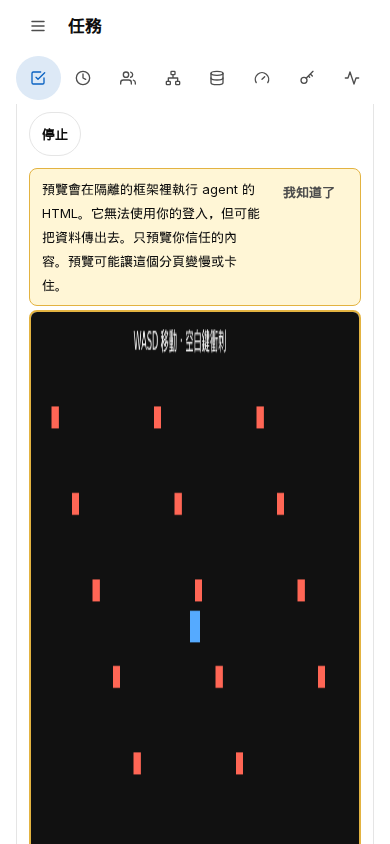 任務
停止
預覽會在隔離的框架裡執行 agent 的
HTML。它無法使用你的登入，但可能
把資料傳出去。只預覽你信任的內
容。預覽可能讓這個分頁變慢或卡
住。
我知道了
WASD 移動 · 空白鍵衝刺